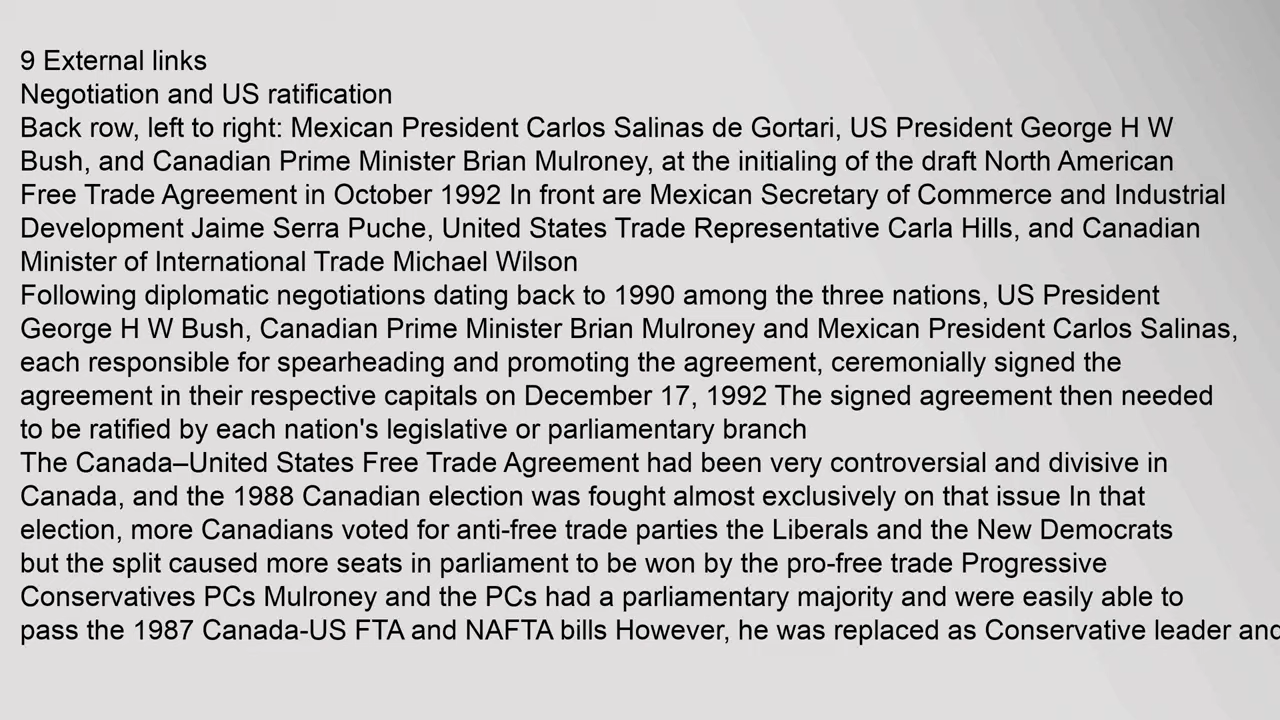 9 External links
Negotiation and US ratification
Back row, left to right: Mexican President Carlos Salinas de Gortari, US President George H W
Bush, and Canadian Prime Minister Brian Mulroney, at the initialing of the draft North American
Free Trade Agreement in October 1992 In front are Mexican Secretary of Commerce and Industrial
Development Jaime Serra Puche, United States Trade Representative Carla Hills, and Canadian
Minister of International Trade Michael Wilson
Following diplomatic negotiations dating back to 1990 among the three nations, US President
George H W Bush, Canadian Prime Minister Brian Mulroney and Mexican President Carlos Salinas,
each responsible for spearheading and promoting the agreement, ceremonially signed the
agreement in their respective capitals on December 17, 1992 The signed agreement then needed
to be ratified by each nation's legislative or parliamentary branch
The Canada–United States Free Trade Agreement had been very controversial and divisive in
Canada, and the 1988 Canadian election was fought almost exclusively on that issue In that
election, more Canadians voted for anti-free trade parties the Liberals and the New Democrats
but the split caused more seats in parliament to be won by the pro-free trade Progressive
Conservatives PCs Mulroney and the PCs had a parliamentary majority and were easily able to
pass the 1987 Canada-US FTA and NAFTA bills However, he was replaced as Conservative leader and